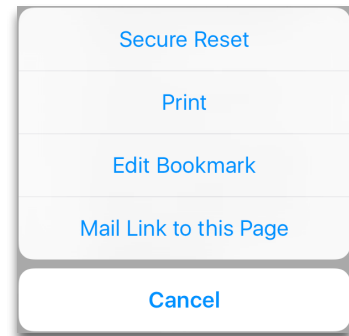 Secure Reset
Print
Edit Bookmark
Mail Link to this Page
Cancel